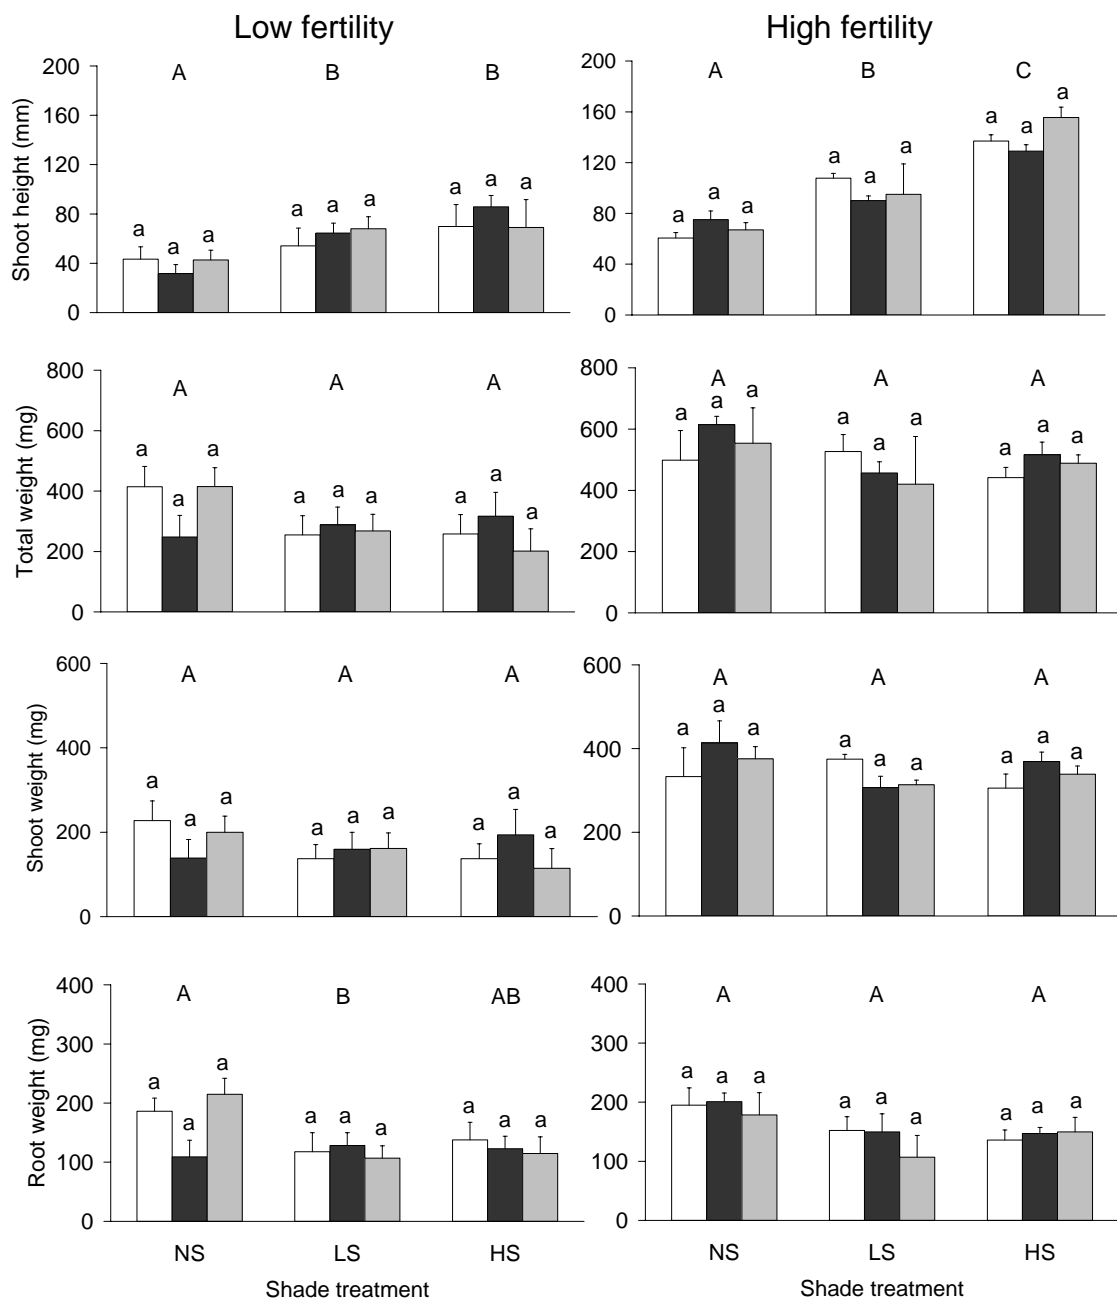 Low fertility
High fertility
Shoot height (mm)
200
160
120
80
40
0
A B B
a a a a a a a a a
200
160
120
80
40
0
A B C
a a a a a a a a a
Total weight (mg)
800
600
400
200
0
A A A
a a a a a a a a a
800
600
400
200
0
A A A
a a a a a a a a a
Shoot weight (mg)
600
400
200
0
A A A
a a a a a a a a a
600
400
200
0
A A A
a a a a a a a a a
Root weight (mg)
400
300
200
100
0
A B AB
a a a a a a a a a
400
300
200
100
0
A A A
a a a a a a a a a
NS LS HS
NS LS HS
Shade treatment
Shade treatment